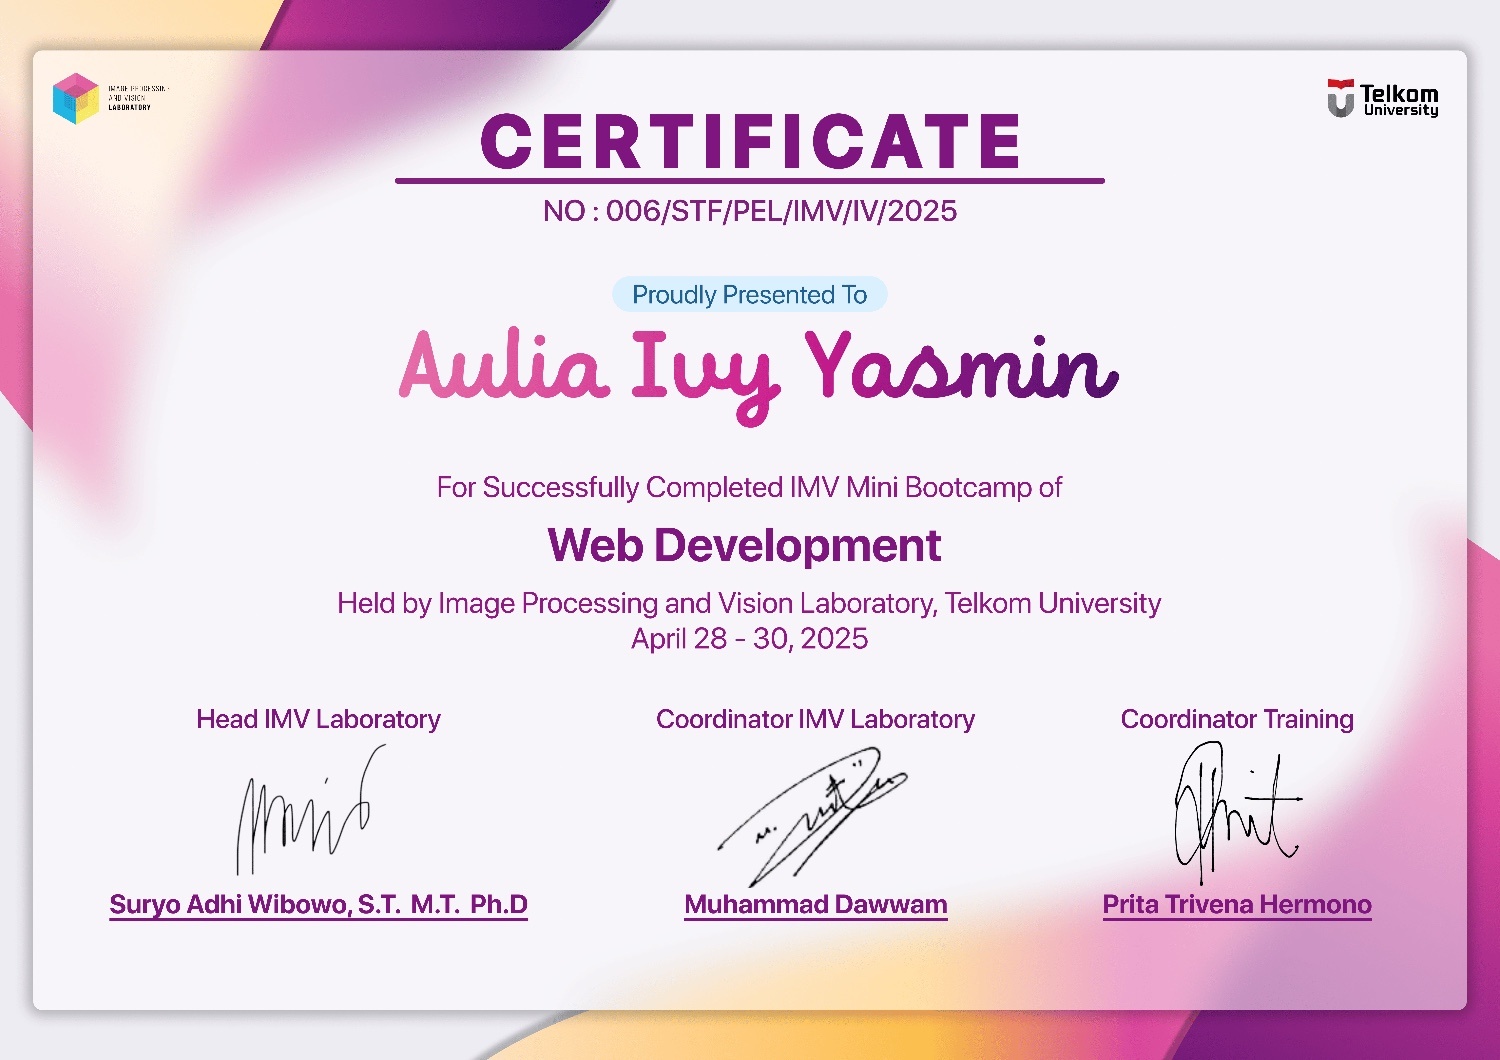 IMAGE PROCESSING
AND VISION
LABORATORY
Telkom
University
CERTIFICATE
NO : 006/STF/PEL/IMV/IV/2025
Proudly Presented To
Aulia Ivy Yasmin
For Successfully Completed IMV Mini Bootcamp of
Web Development
Held by Image Processing and Vision Laboratory, Telkom University
April 28 - 30, 2025
Head IMV Laboratory
Coordinator IMV Laboratory
Coordinator Training
Suryo Adhi Wibowo, S.T. M.T. Ph.D
Muhammad Dawwam
Prita Trivena Hermono